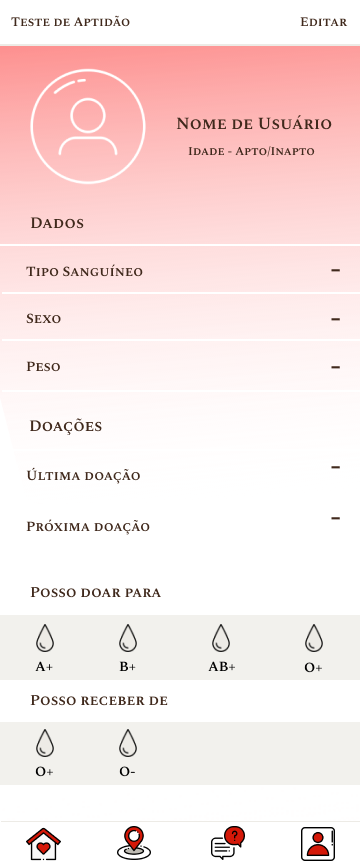 Teste de Aptidão
Editar
Nome de Usuário
Idade - Apto/Inapto
Dados
Tipo Sanguíneo -
Sexo -
Peso -
Doações
Última doação -
Próxima doação -
Posso doar para
A+ B+ AB+ O+
Posso receber de
O+ O-
?